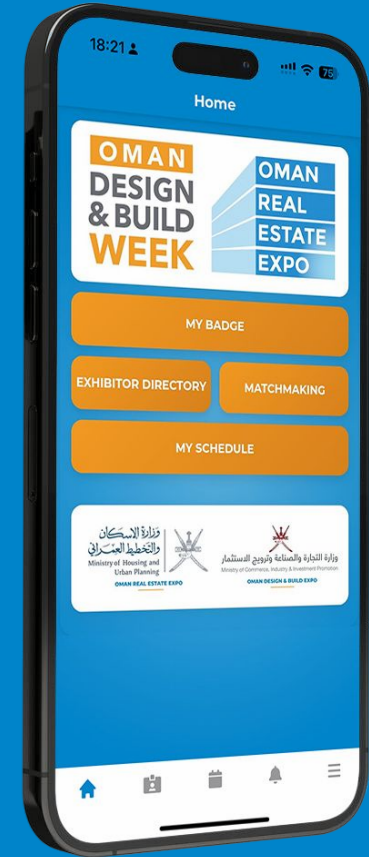 18:21
75
Home
OMAN
DESIGN
& BUILD
WEEK
OMAN
REAL
ESTATE
EXPO
MY BADGE
EXHIBITOR DIRECTORY
MATCHMAKING
MY SCHEDULE
وزارة الإسكان
والتخطيط العمراني
Ministry of Housing and
Urban Planning
OMAN REAL ESTATE EXPO
وزارة التجارة والصناعة وترويج الاستثمار
Ministry of Commerce, Industry & Investment Promotion
OMAN DESIGN & BUILD EXPO